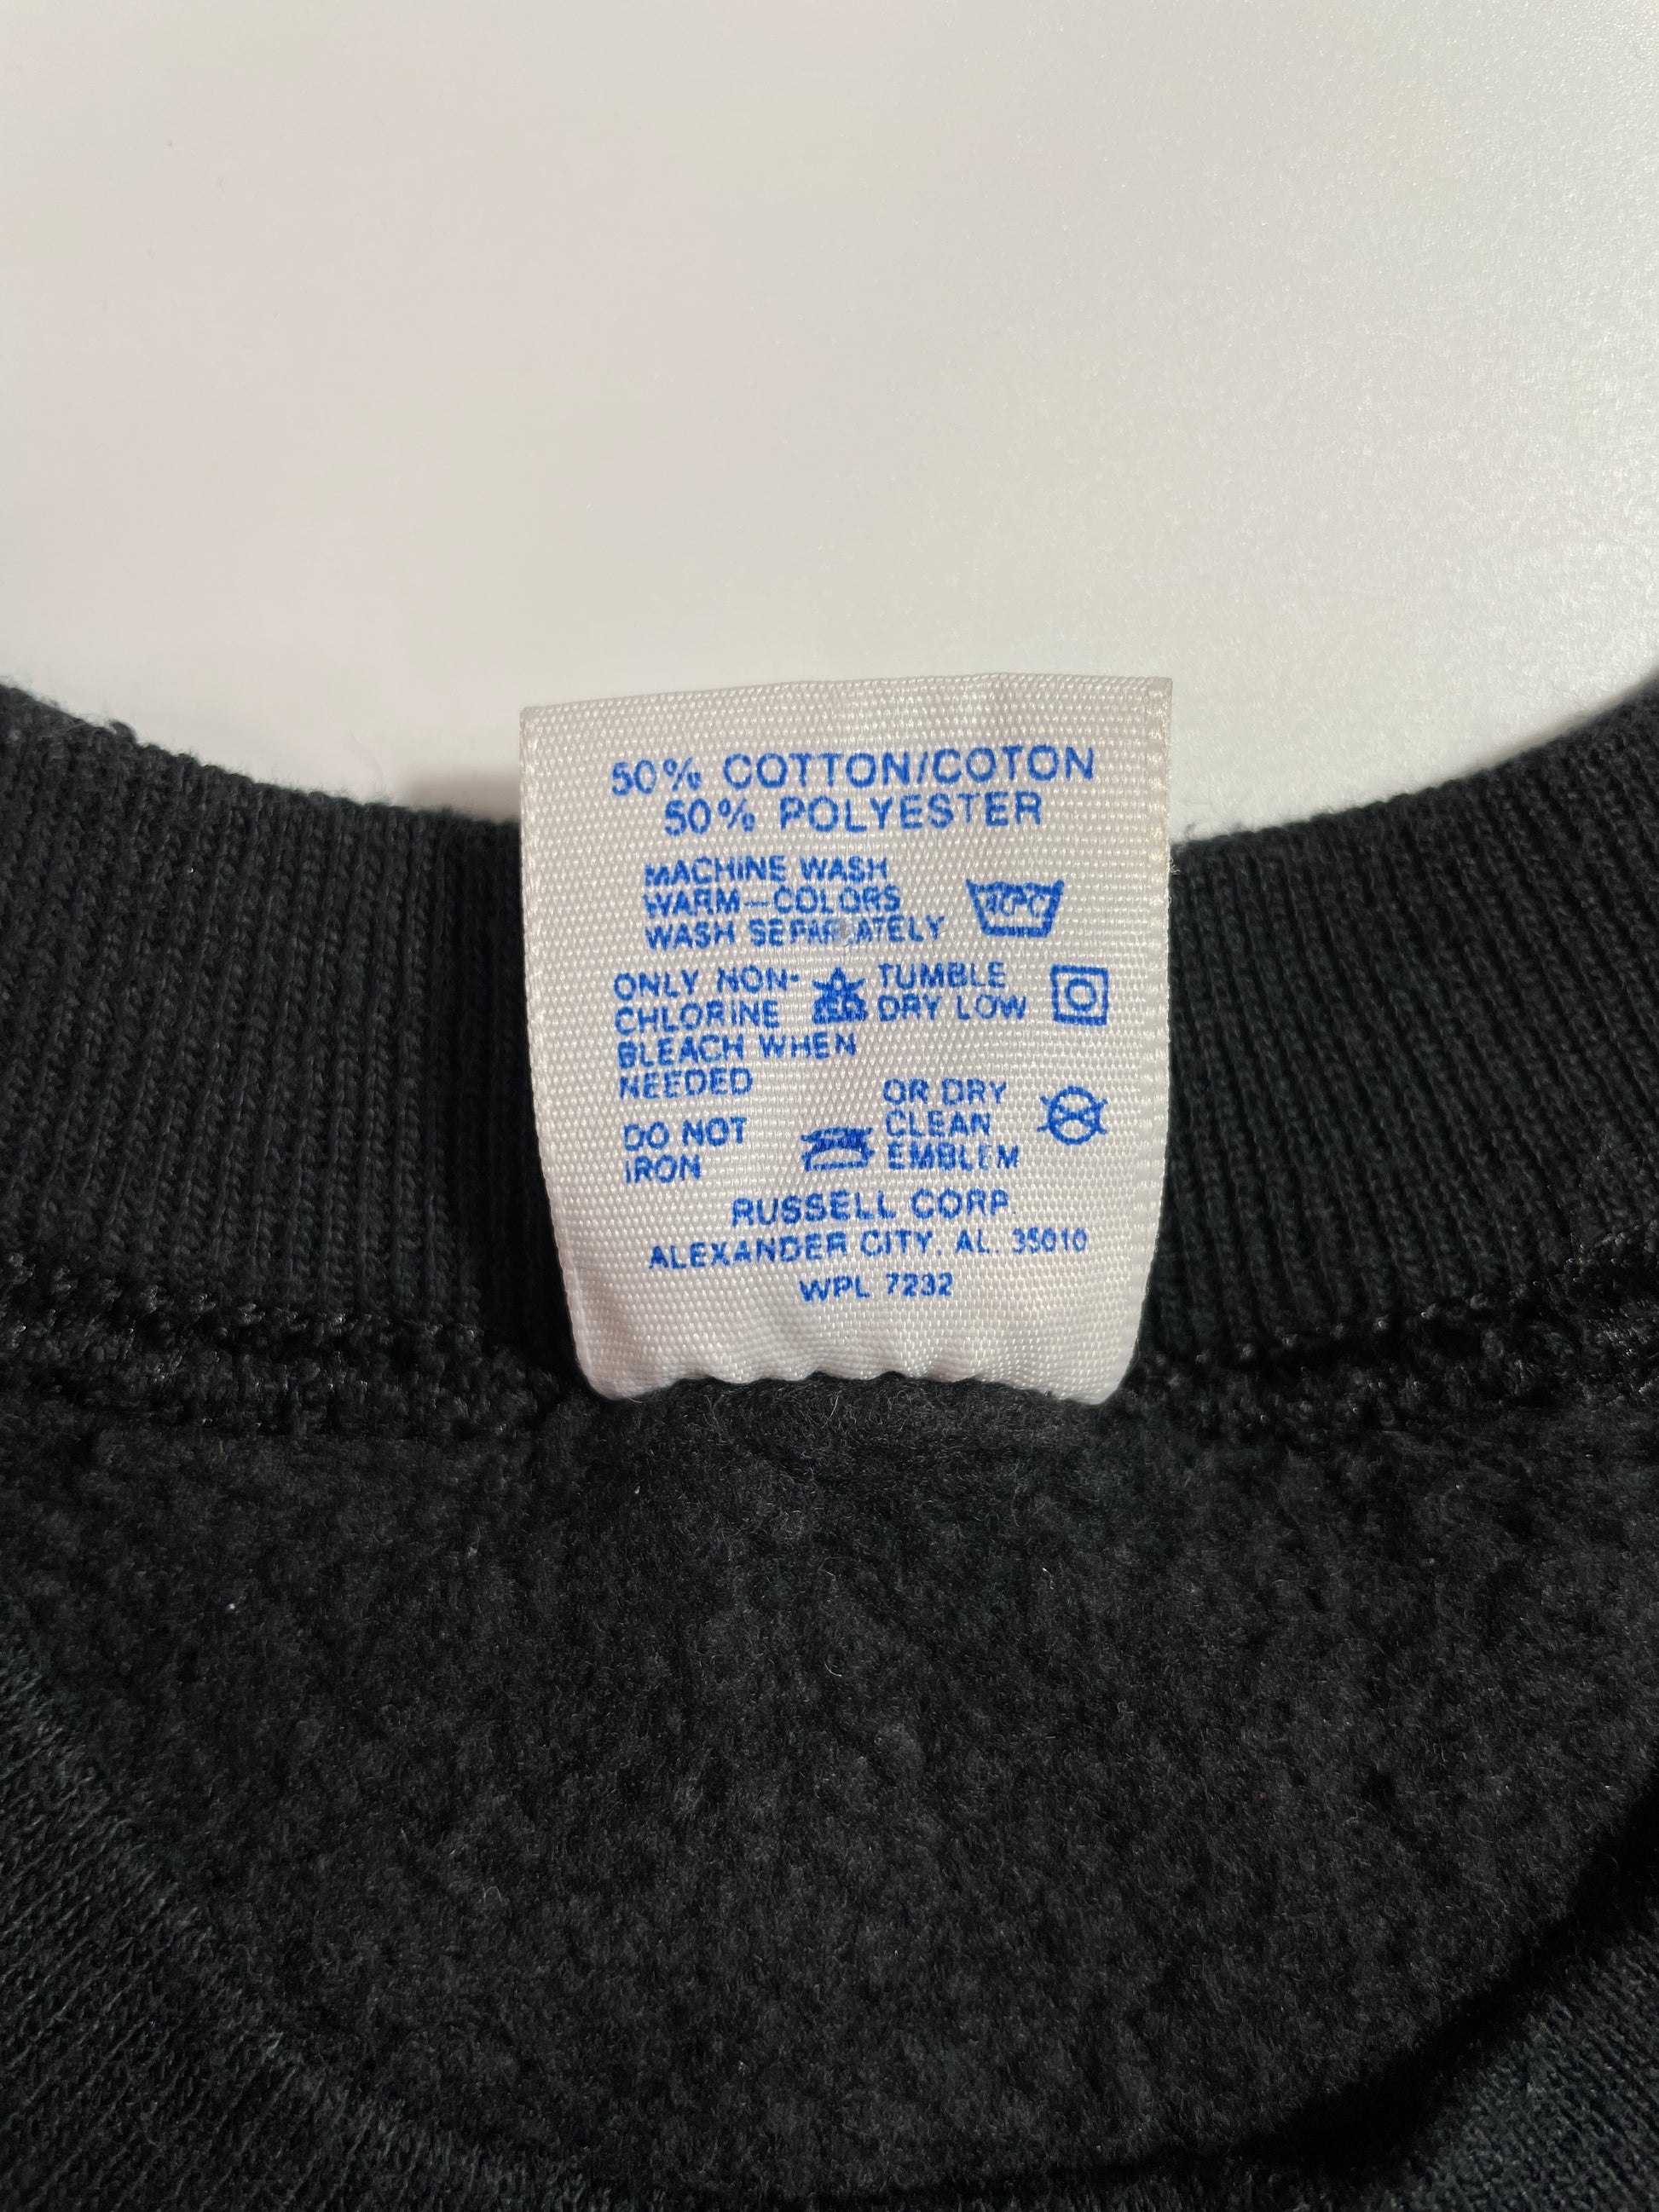 50% COTTON/COTON
50% POLYESTER
MACHINE WASH
WARM—COLORS
WASH SEPARATELY
40°C
ONLY NON-
CHLORINE
BLEACH WHEN
NEEDED
TUMBLE
DRY LOW
DO NOT
IRON
OR DRY
CLEAN
EMBLEM
RUSSELL CORP.
ALEXANDER CITY, AL. 35010
WPL 7232